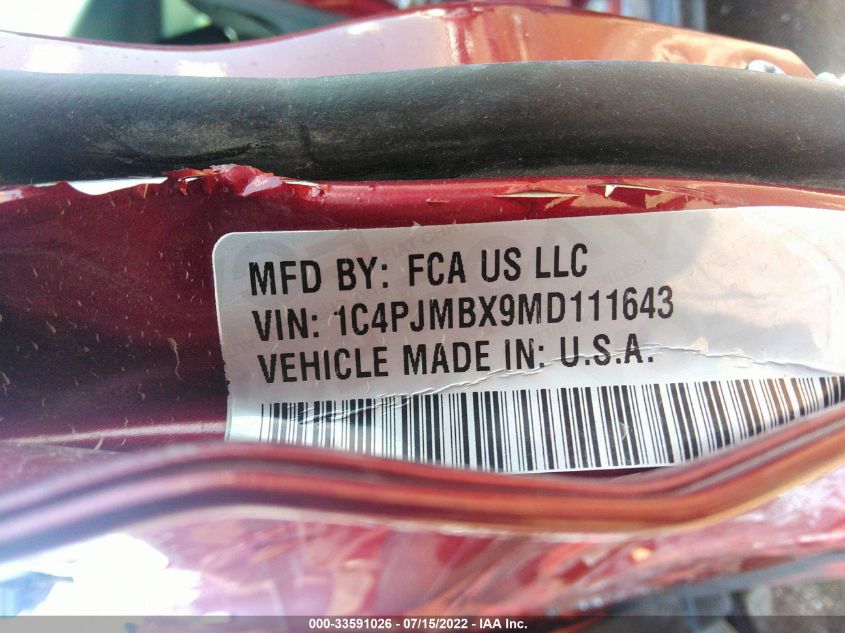 MFD BY: FCA US LLC
VIN: 1C4PJMBX9MD111643
VEHICLE MADE IN: U.S.A.
000-33591026 - 07/15/2022 - IAA Inc.